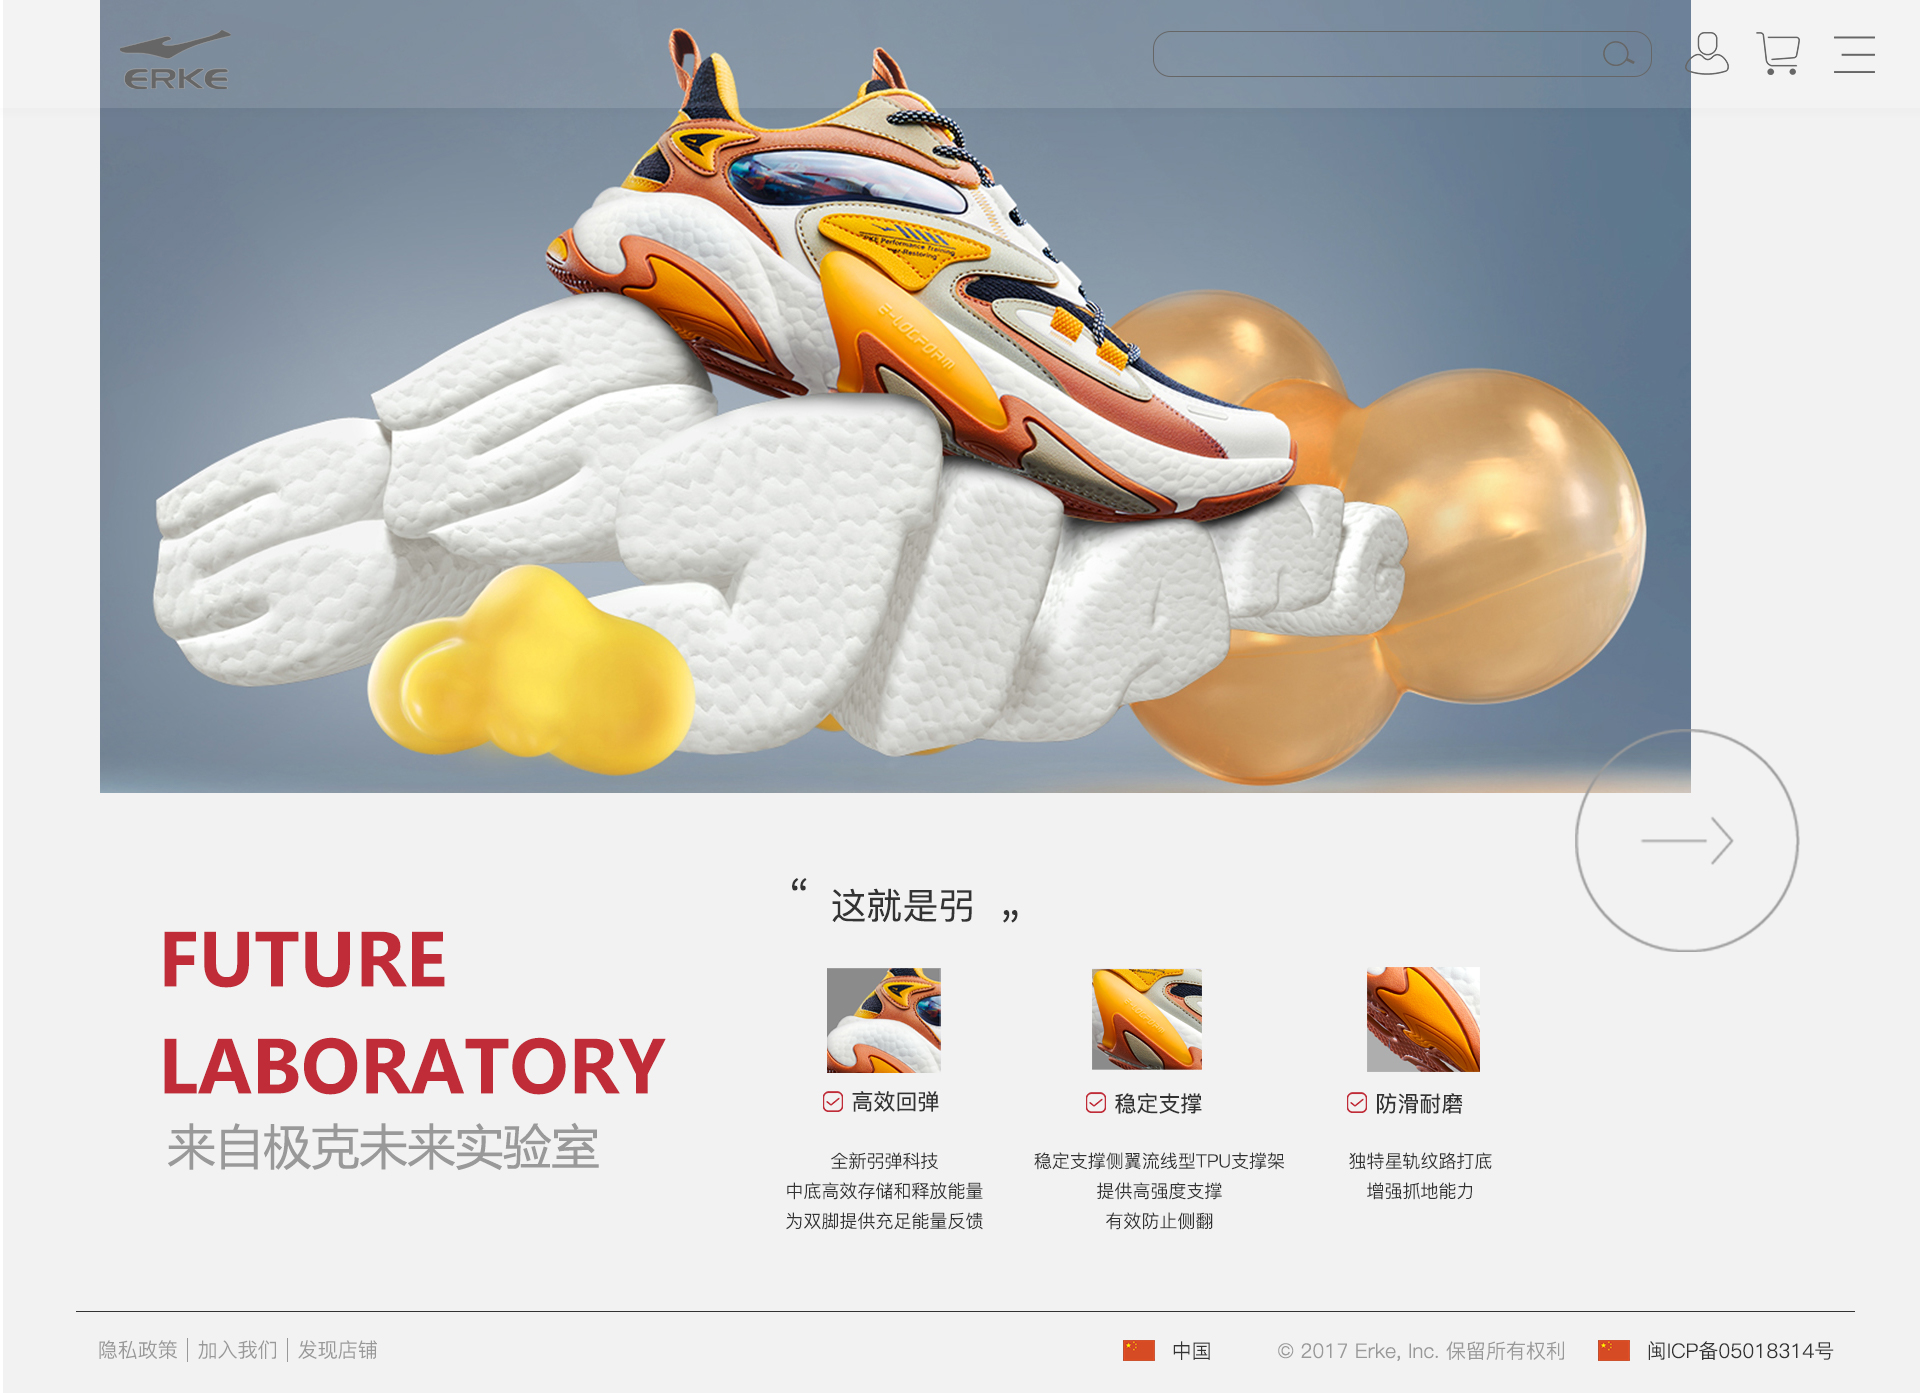 ERKE
KE Performance Training
er-Restoring
E-LOCFORM
“ 这就是弜 ”
FUTURE
LABORATORY
来自极克未来实验室
高效回弹
稳定支撑
防滑耐磨
全新弜弹科技
中底高效存储和释放能量
为双脚提供充足能量反馈
稳定支撑侧翼流线型TPU支撑架
提供高强度支撑
有效防止侧翻
独特星轨纹路打底
增强抓地能力
隐私政策 | 加入我们 | 发现店铺
中国
© 2017 Erke, Inc. 保留所有权利
闽ICP备05018314号